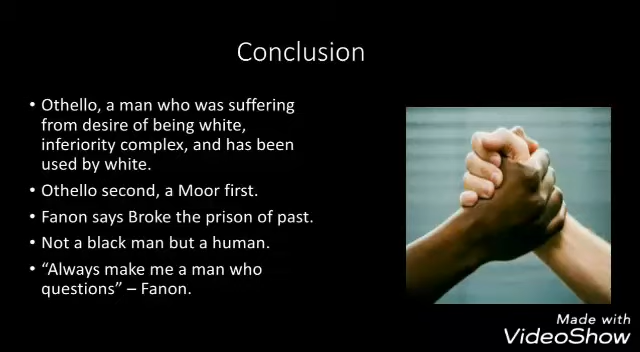 Conclusion
• Othello, a man who was suffering
from desire of being white,
inferiority complex, and has been
used by white.
• Othello second, a Moor first.
• Fanon says Broke the prison of past.
• Not a black man but a human.
• “Always make me a man who
questions” – Fanon.
Made with
VideoShow